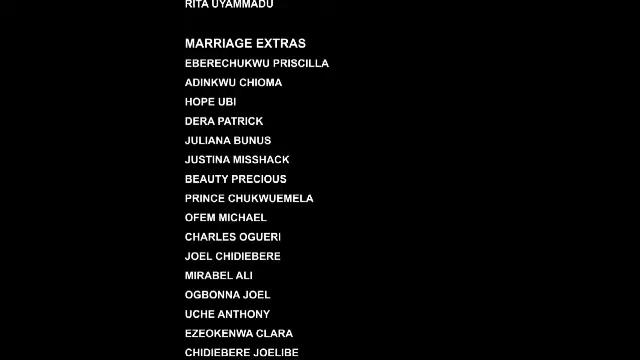 RITA UYAMMADU
MARRIAGE EXTRAS
EBERECHUKWU PRISCILLA
ADINKWU CHIOMA
HOPE UBI
DERA PATRICK
JULIANA BUNUS
JUSTINA MISSHACK
BEAUTY PRECIOUS
PRINCE CHUKWUEMELA
OFEM MICHAEL
CHARLES OGUERI
JOEL CHIDIEBERE
MIRABEL ALI
OGBONNA JOEL
UCHE ANTHONY
EZEOKENWA CLARA
CHIDIEBERE JOELIBE